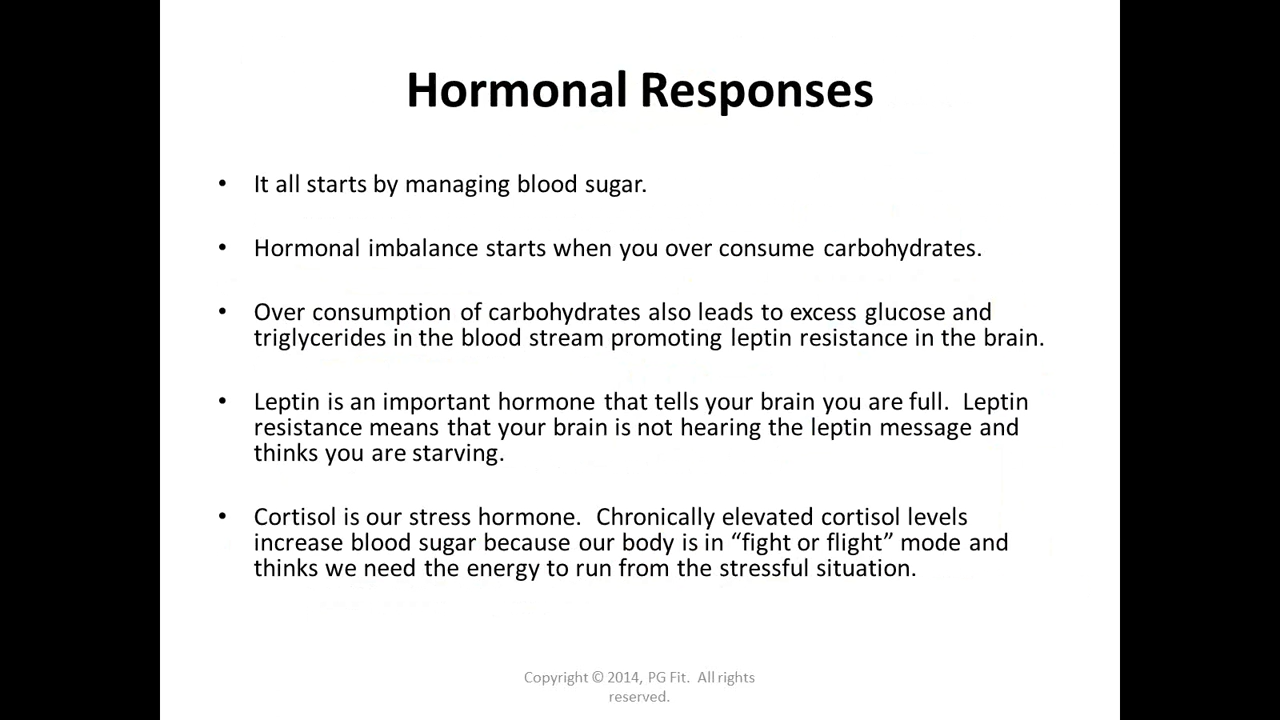 Hormonal Responses
• It all starts by managing blood sugar.
• Hormonal imbalance starts when you over consume carbohydrates.
• Over consumption of carbohydrates also leads to excess glucose and
triglycerides in the blood stream promoting leptin resistance in the brain.
• Leptin is an important hormone that tells your brain you are full.  Leptin
resistance means that your brain is not hearing the leptin message and
thinks you are starving.
• Cortisol is our stress hormone.  Chronically elevated cortisol levels
increase blood sugar because our body is in “fight or flight” mode and
thinks we need the energy to run from the stressful situation.
Copyright © 2014, PG Fit.  All rights
reserved.